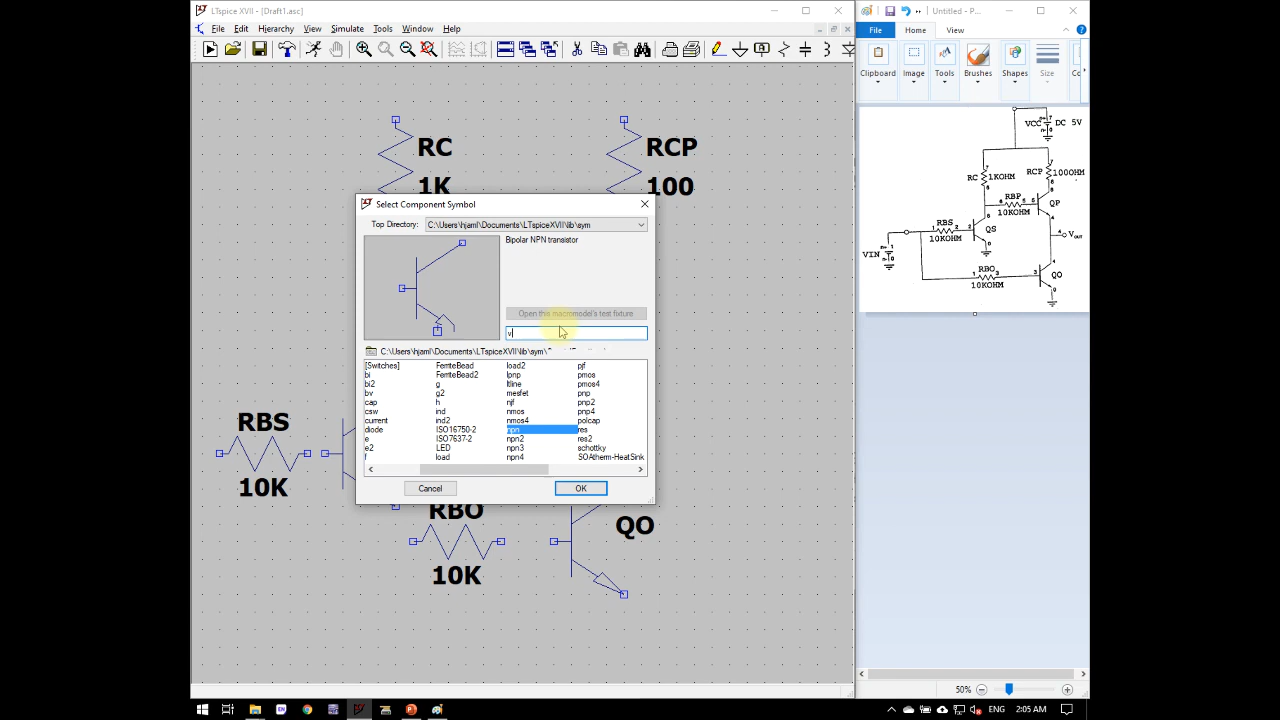 LTspice XVII - [Draft1.asc]
File Edit Hierarchy View Simulate Tools Window Help
RC
1K
RCP
100
RBS
10K
RBO
10K
QO
Select Component Symbol
Top Directory: C:\Users\hjaml\Documents\LTspiceXVII\lib\sym
Bipolar NPN transistor
Open this macromodel's test fixture
v
C:\Users\hjaml\Documents\LTspiceXVII\lib\sym\
[Switches] FerriteBead load2 pjf
bi FerriteBead2 lpnp pmos
bi2 g ltline pmos4
bv g2 mesfet pnp
cap h njf pnp2
csw ind nmos pnp4
current ind2 nmos4 polcap
diode ISO16750-2 npn res
e ISO7637-2 npn2 res2
e2 LED npn3 schottky
f load npn4 SOAtherm-HeatSink
Cancel OK
Untitled - P...
File Home View
Clipboard Image Tools Brushes Shapes Size Co
VCC DC 5V
RC 1KOHM
RCP 100OHM
RBP
10KOHM
QP
RBS
10KOHM
QS
VOUT
VIN
RBO
10KOHM
QO
50%
ENG 2:05 AM